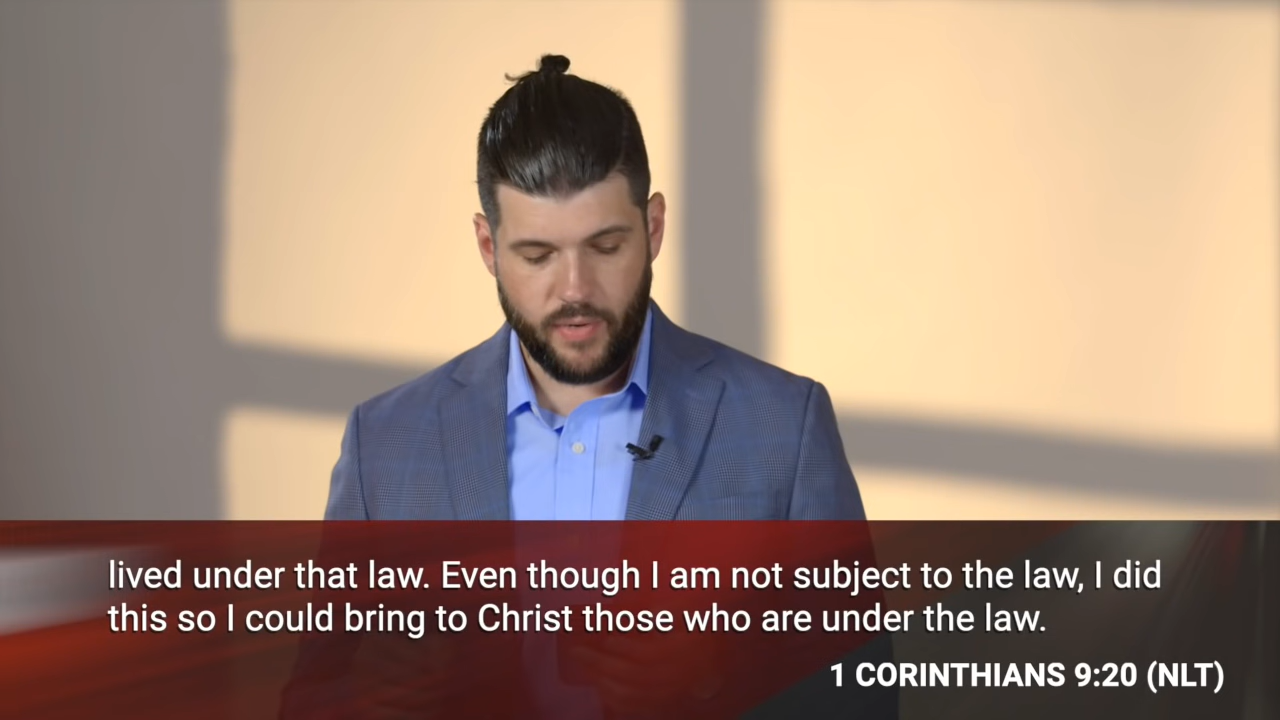 lived under that law. Even though I am not subject to the law, I did
this so I could bring to Christ those who are under the law.
1 CORINTHIANS 9:20 (NLT)